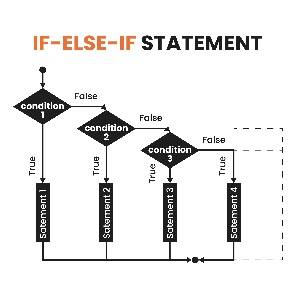 IF-ELSE-IF STATEMENT
condition
1
False
condition
2
False
condition
3
False
True
True
True
True
Satement 1
Satement 2
Satement 3
Satement 4